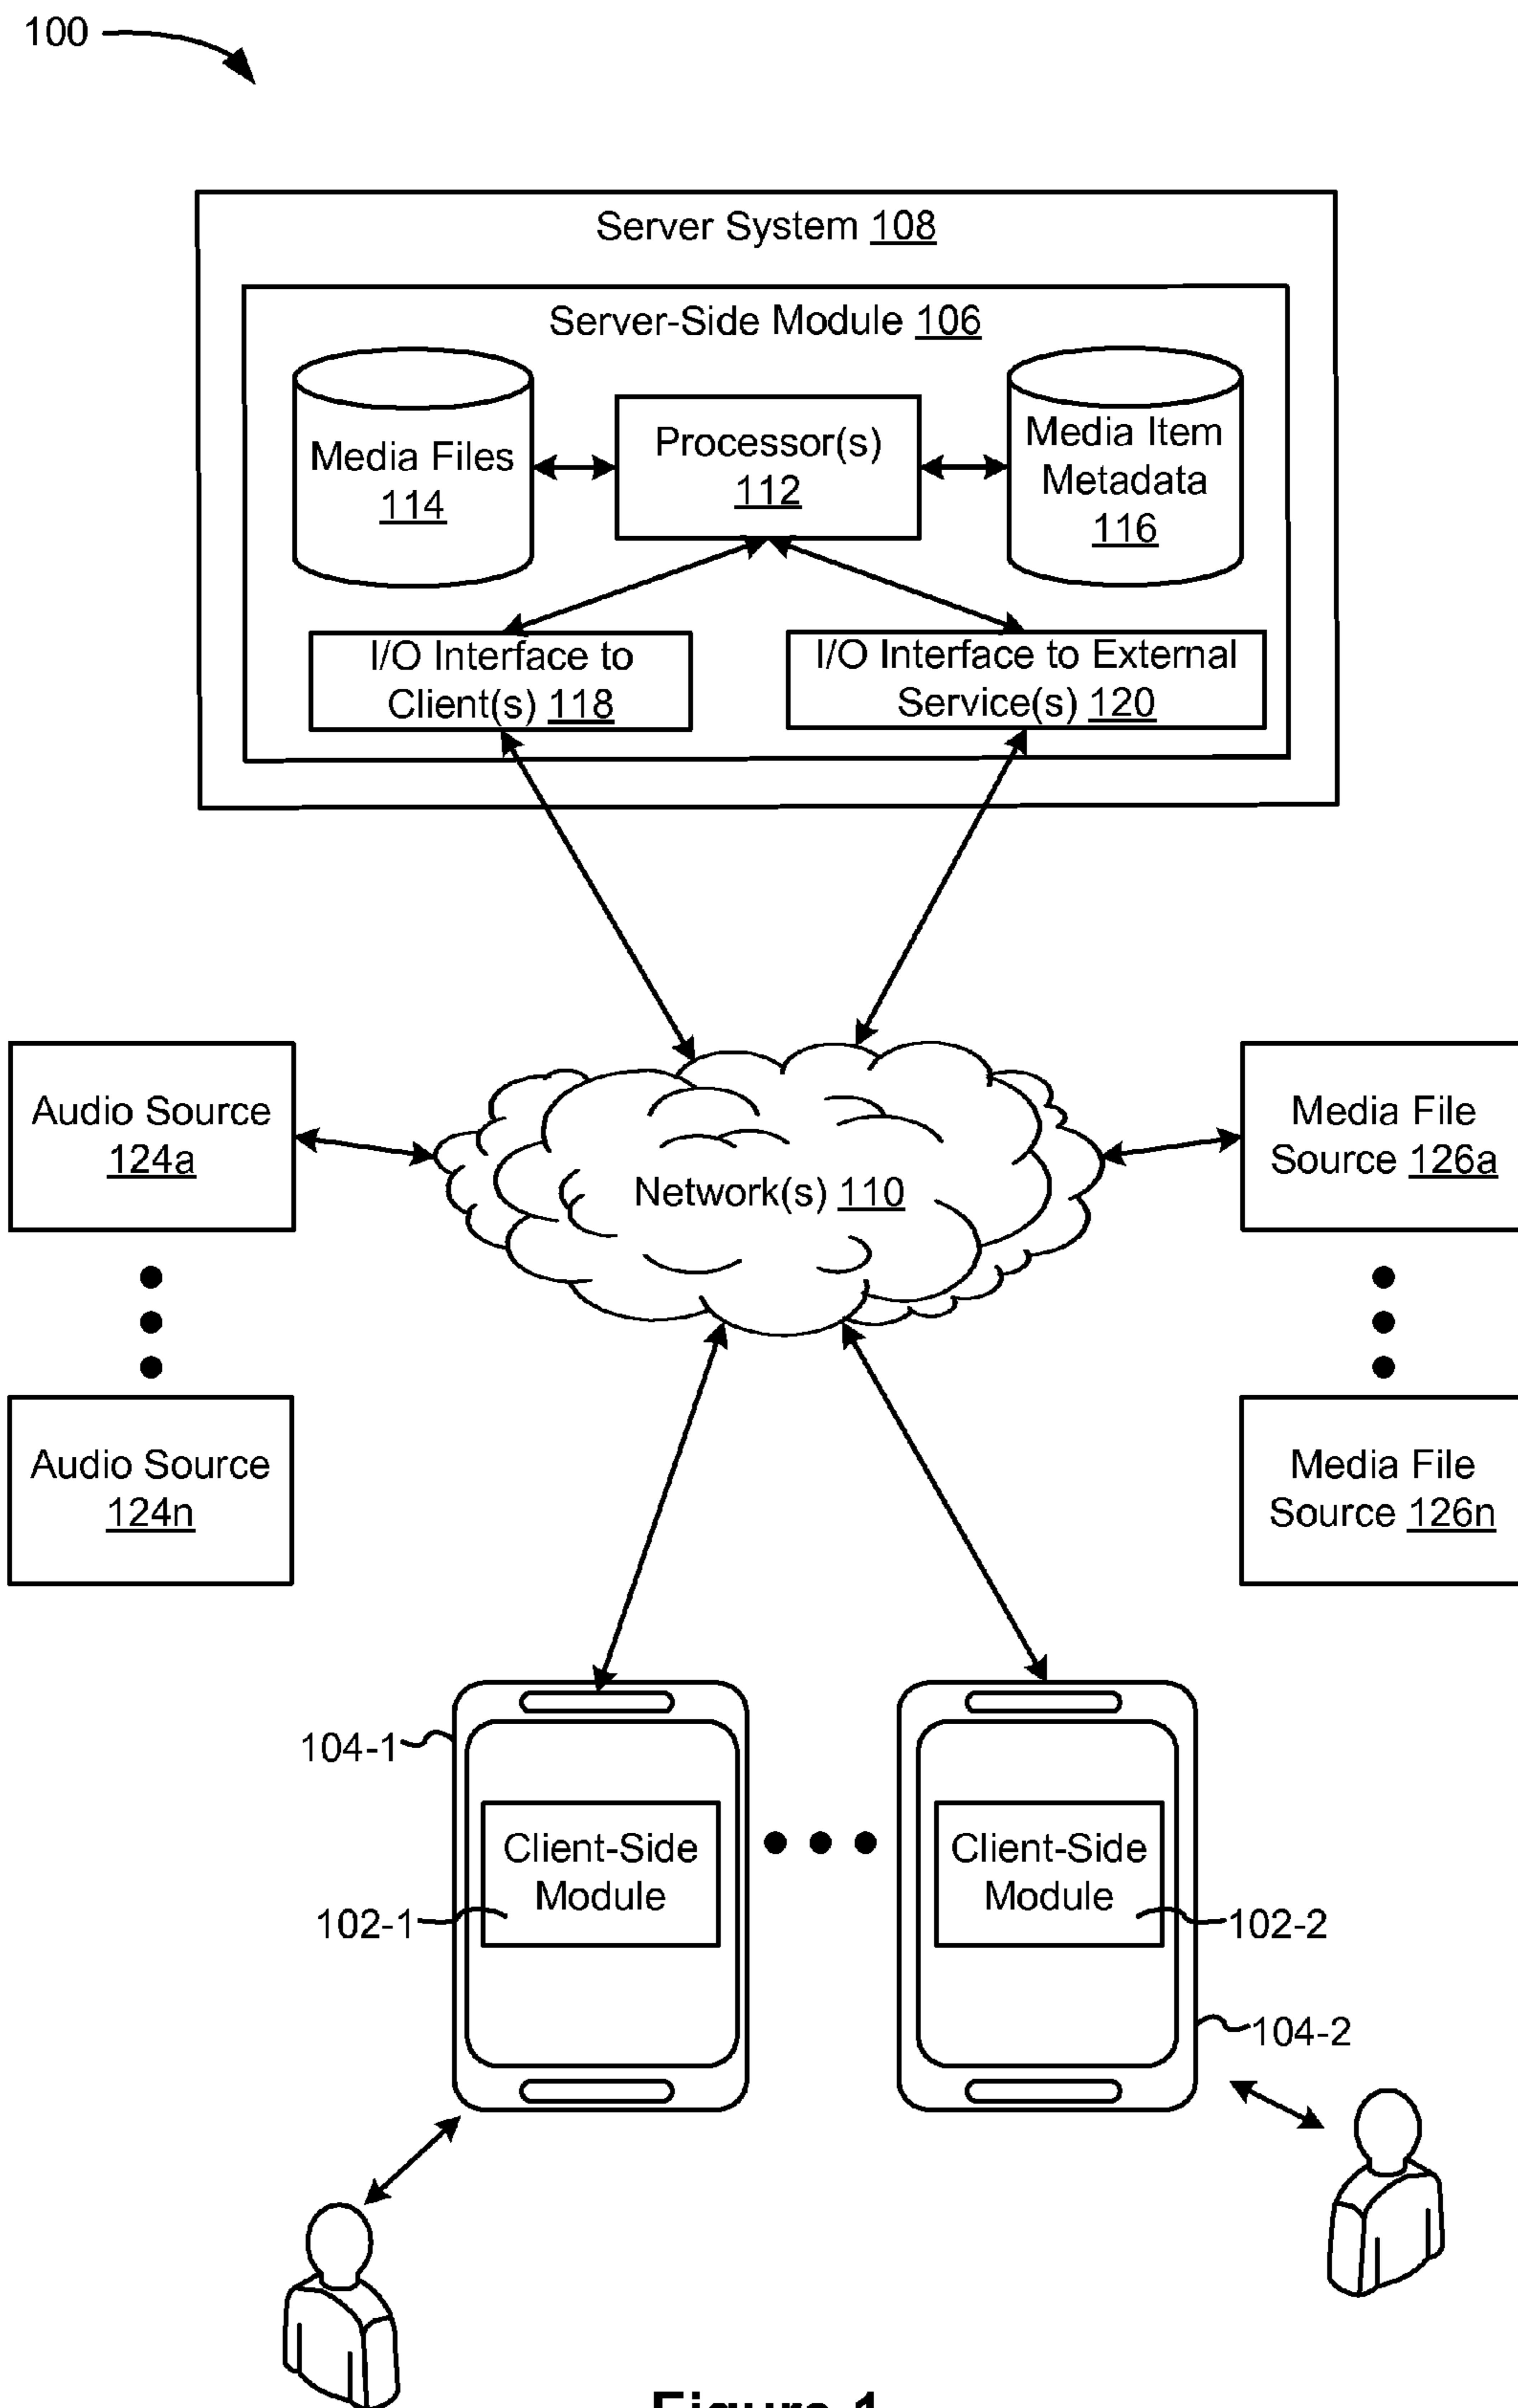 100
Server System 108
Server-Side Module 106
Media Files
114
Processor(s)
112
Media Item
Metadata
116
I/O Interface to
Client(s) 118
I/O Interface to External
Service(s) 120
Audio Source
124a
Network(s) 110
Media File
Source 126a
Audio Source
124n
Media File
Source 126n
104-1
Client-Side
Module
102-1
Client-Side
Module
102-2
104-2
Figure 1